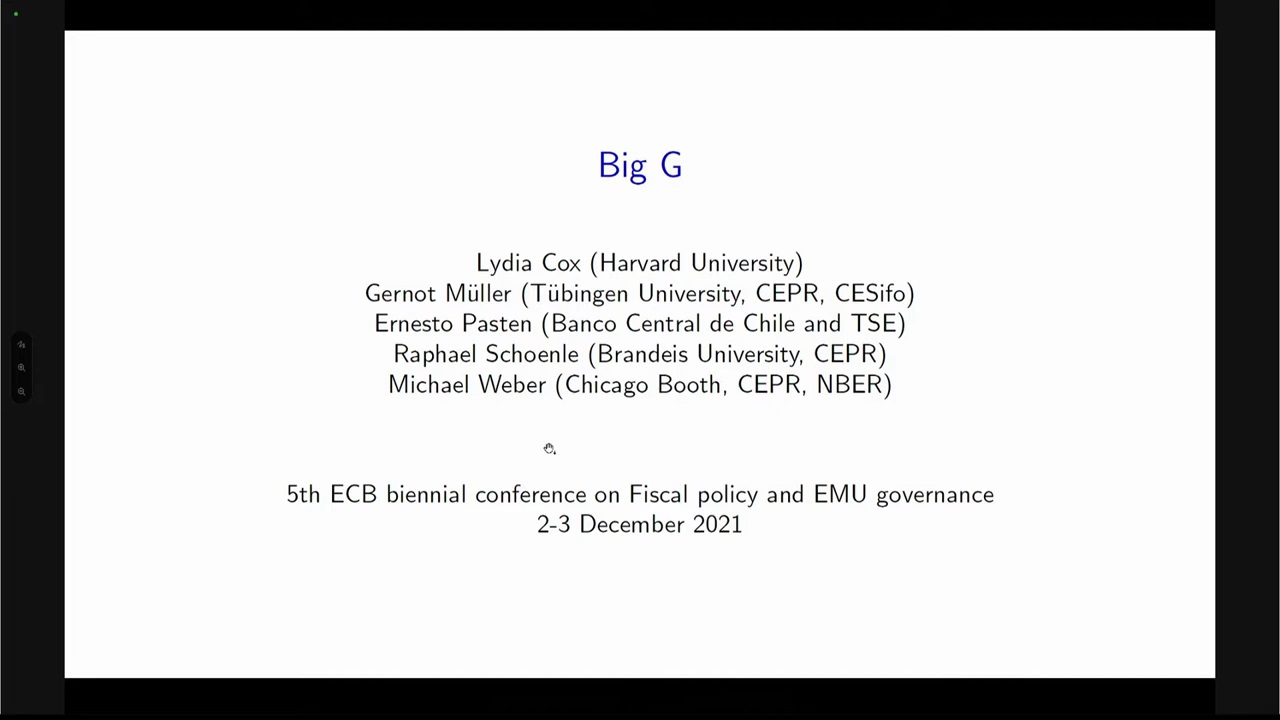 Big G
Lydia Cox (Harvard University)
Gernot Müller (Tübingen University, CEPR, CESifo)
Ernesto Pasten (Banco Central de Chile and TSE)
Raphael Schoenle (Brandeis University, CEPR)
Michael Weber (Chicago Booth, CEPR, NBER)
5th ECB biennial conference on Fiscal policy and EMU governance
2-3 December 2021